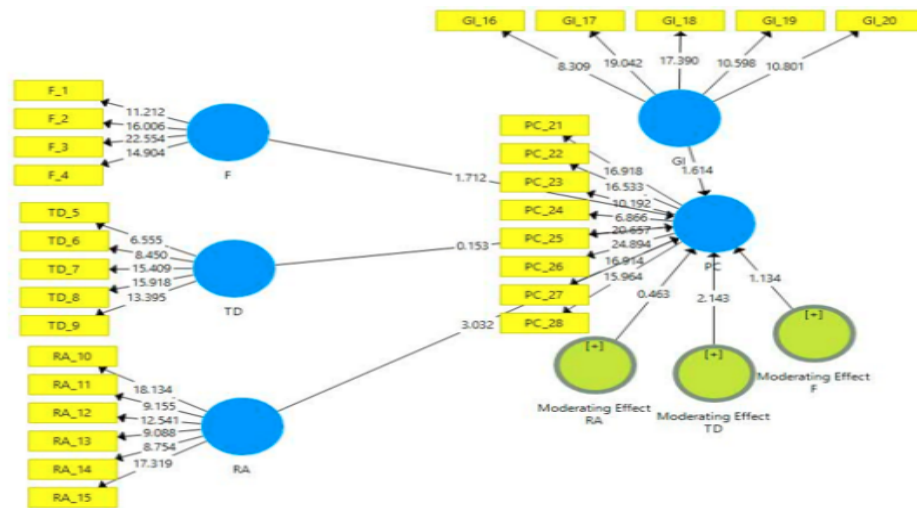 GI_16
GI_17
GI_18
GI_19
GI_20
8.309
19.042
17.390
10.598
10.801
GI
1.614
F_1
F_2
F_3
F_4
11.212
16.006
22.554
14.904
F
1.712
TD_5
TD_6
TD_7
TD_8
TD_9
6.555
8.450
15.409
15.918
13.395
TD
0.153
RA_10
RA_11
RA_12
RA_13
RA_14
RA_15
18.134
9.155
12.541
9.088
8.754
17.319
RA
3.032
PC_21
PC_22
PC_23
PC_24
PC_25
PC_26
PC_27
PC_28
16.918
16.533
10.192
6.866
20.657
24.894
16.914
15.964
PC
0.463
2.143
1.134
[+]
Moderating Effect
RA
[+]
Moderating Effect
TD
[+]
Moderating Effect
F